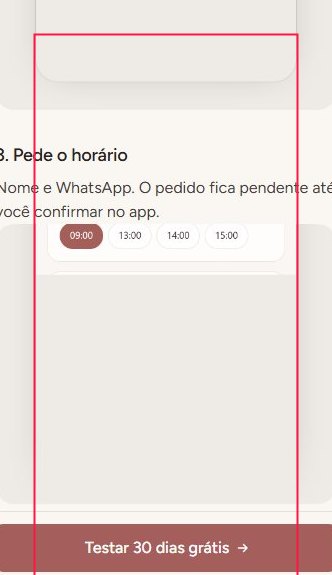 3. Pede o horário
Nome e WhatsApp. O pedido fica pendente até
você confirmar no app.
09:00 13:00 14:00 15:00
Testar 30 dias grátis →